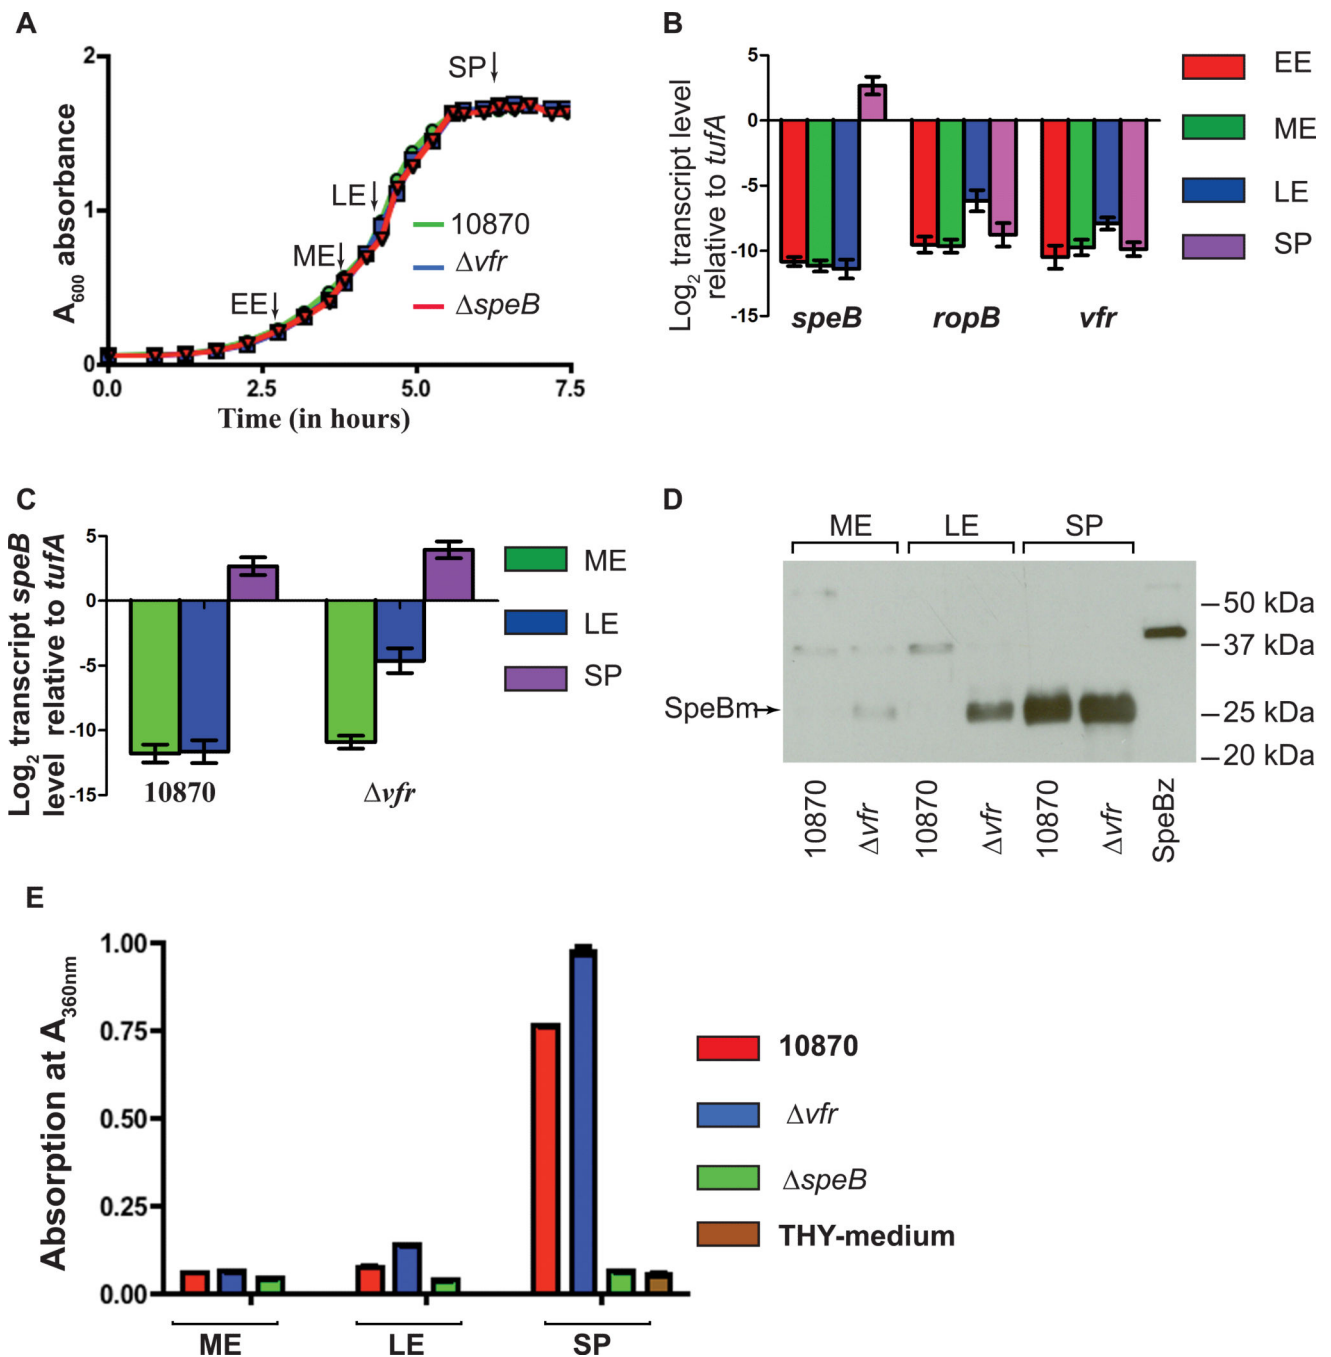 A
2
1
0
A600 absorbance
0.0
2.5
5.0
7.5
Time (in hours)
EE
ME
LE
SP
10870
Δvfr
ΔspeB
B
5
0
-5
-10
-15
Log2 transcript level
relative to tufA
speB
ropB
vfr
EE
ME
LE
SP
C
5
0
-5
-10
-15
Log2 transcript speB
level relative to tufA
10870
Δvfr
ME
LE
SP
D
ME
LE
SP
50 kDa
37 kDa
25 kDa
20 kDa
SpeBm
10870
Δvfr
10870
Δvfr
10870
Δvfr
SpeBz
E
1.00
0.75
0.50
0.25
0.00
Absorption at A360nm
ME
LE
SP
10870
Δvfr
ΔspeB
THY-medium